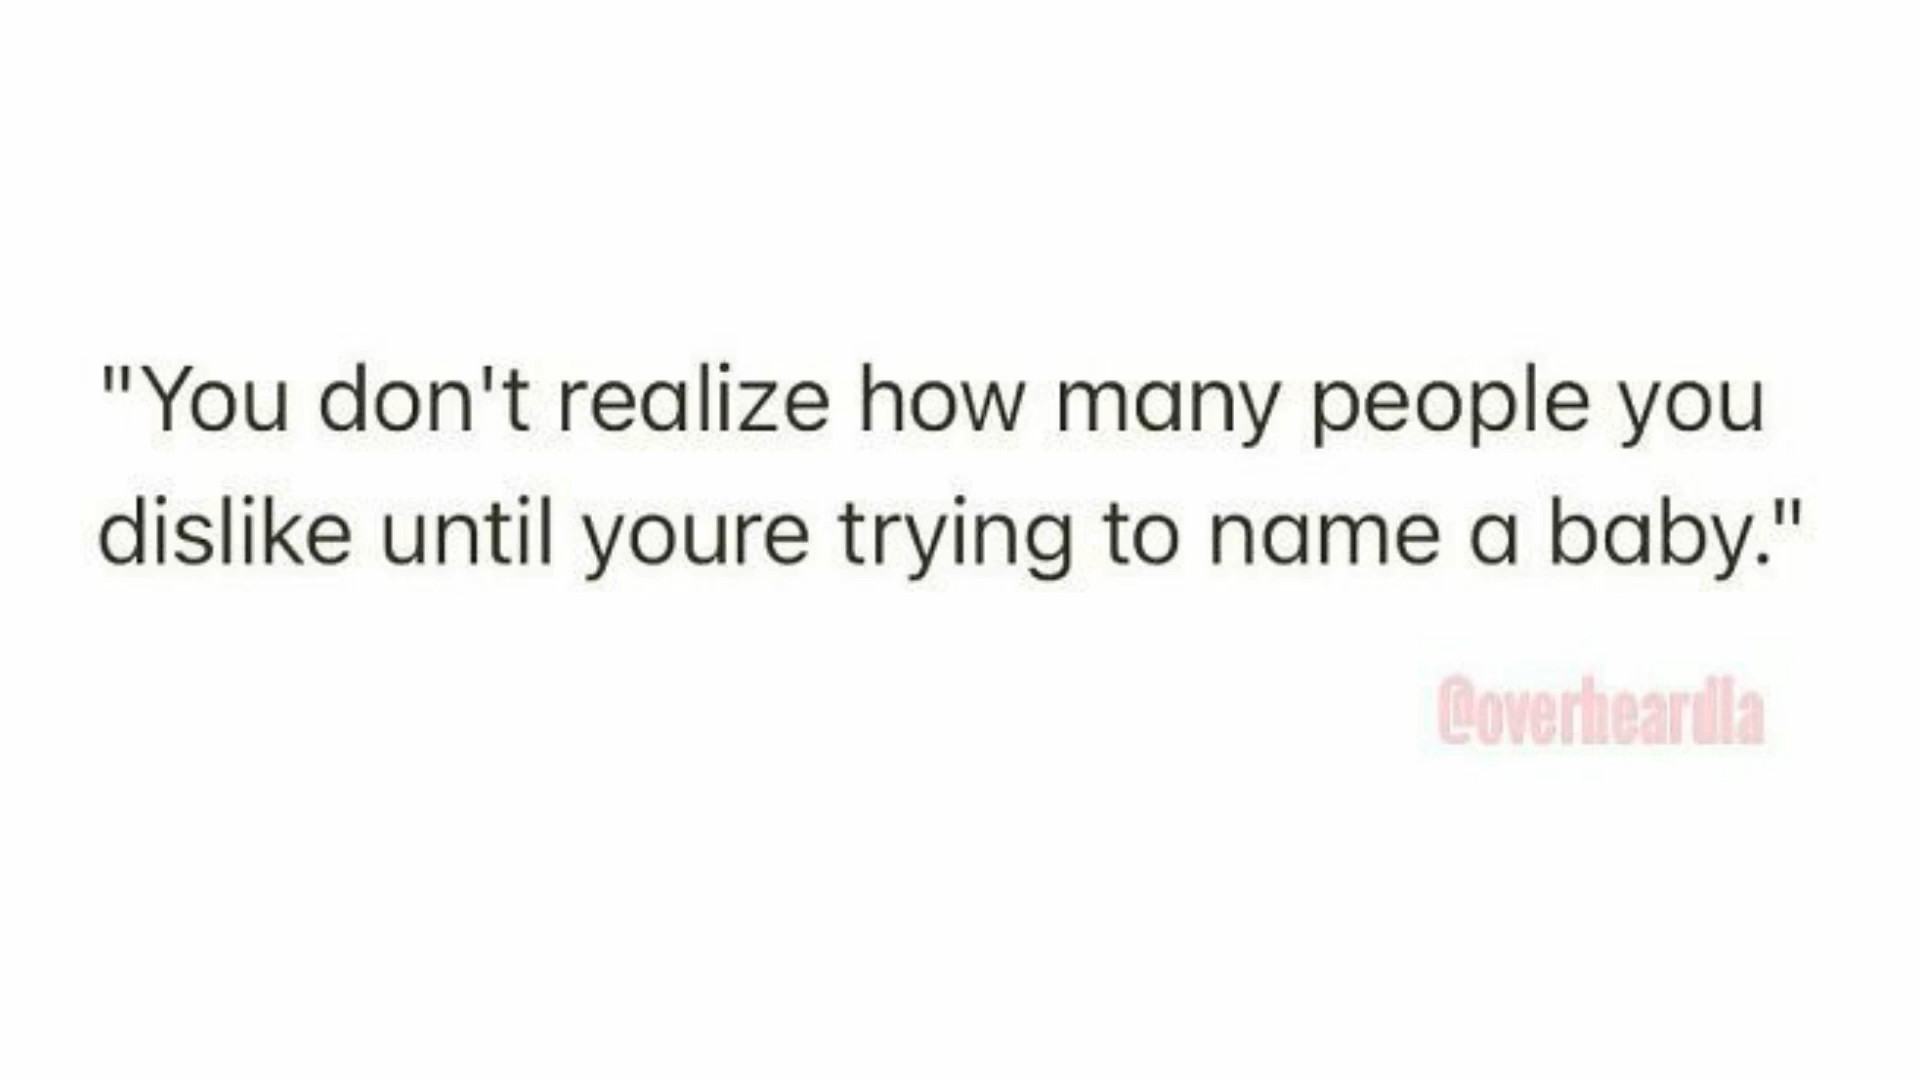 "You don't realize how many people you
dislike until youre trying to name a baby."
@overheardla